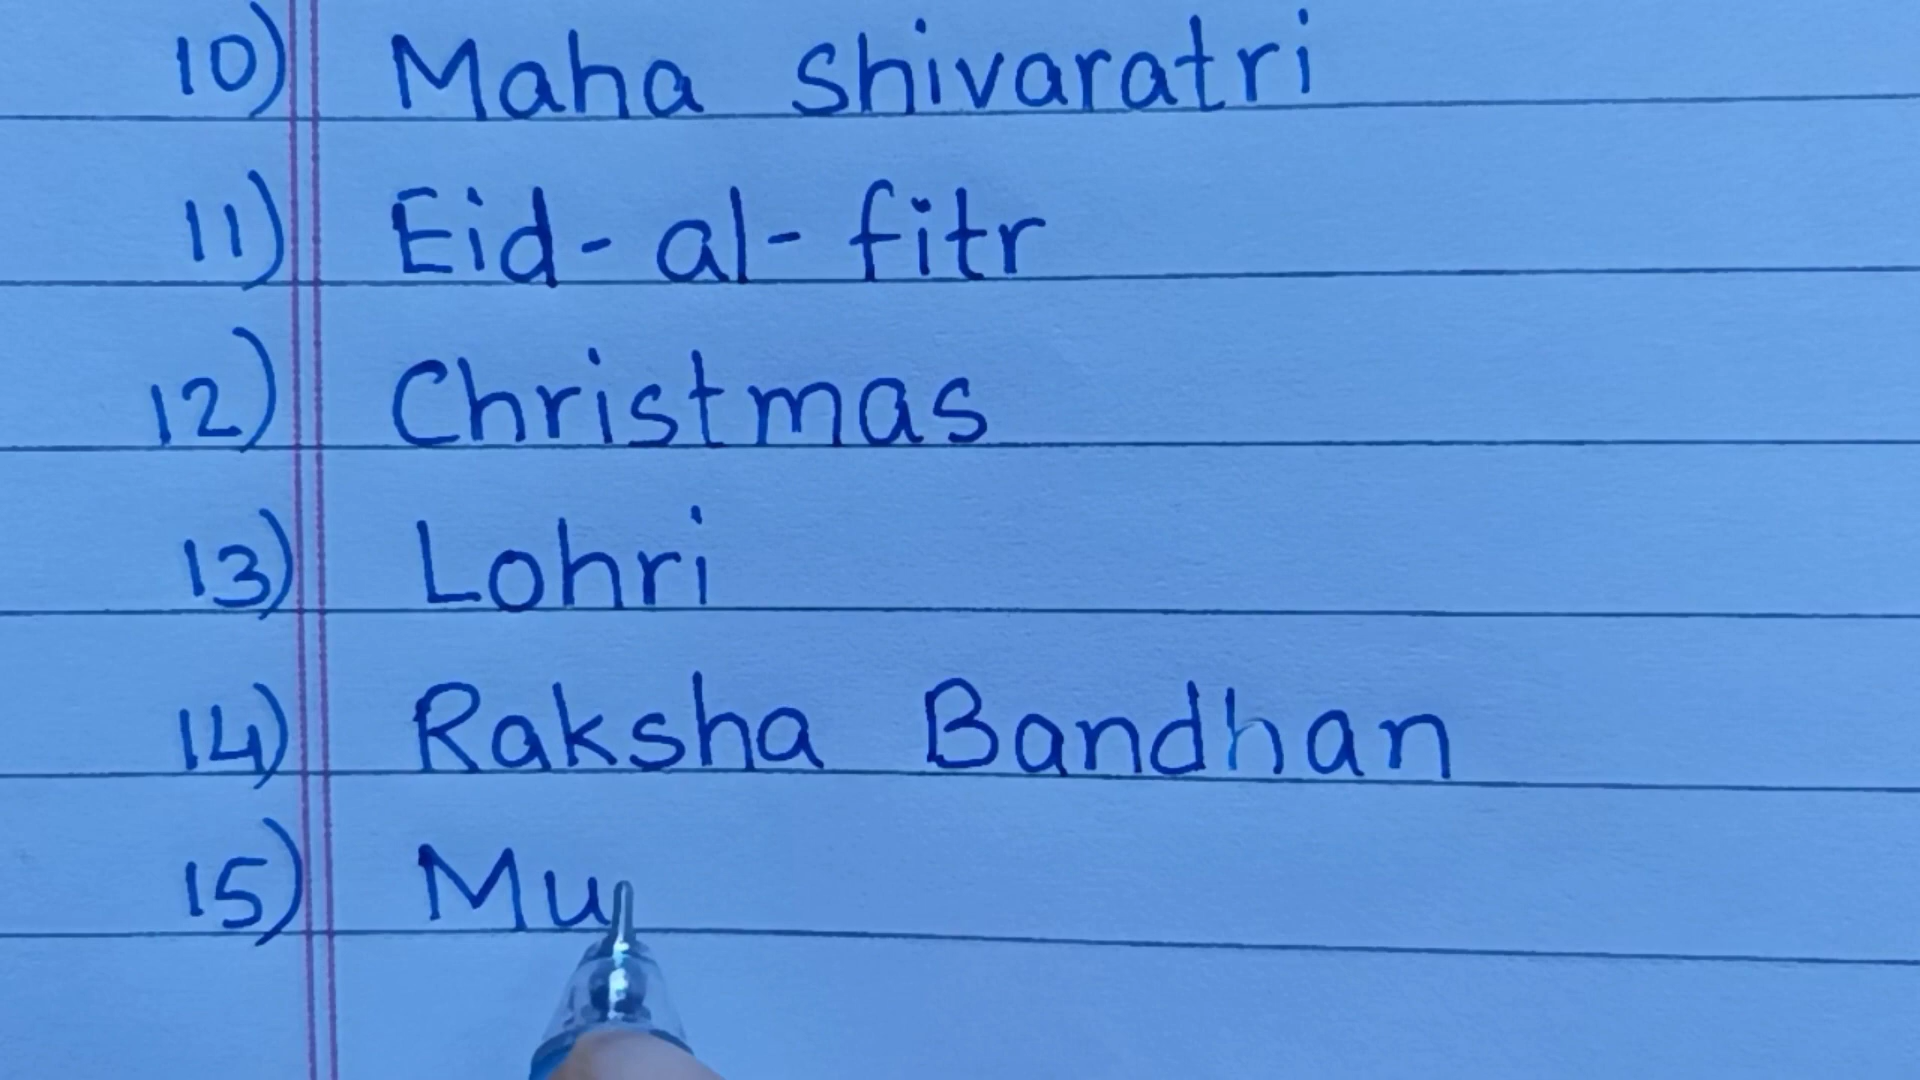 10) Maha shivaratri
11) Eid-al-fitr
12) Christmas
13) Lohri
14) Raksha Bandhan
15) Mu